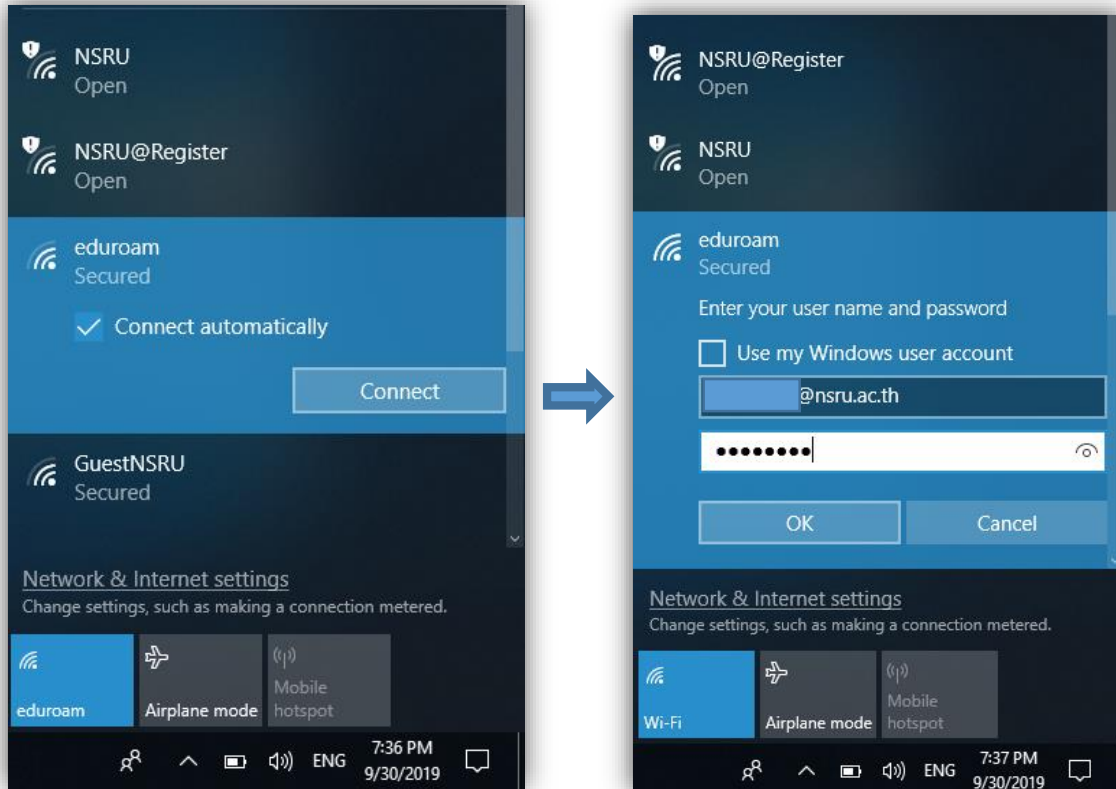 NSRU
Open
NSRU@Register
Open
eduroam
Secured
Connect automatically
Connect
GuestNSRU
Secured
Network & Internet settings
Change settings, such as making a connection metered.
eduroam
Airplane mode
Mobile
hotspot
ENG
7:36 PM
9/30/2019
NSRU@Register
Open
NSRU
Open
eduroam
Secured
Enter your user name and password
Use my Windows user account
@nsru.ac.th
OK
Cancel
Network & Internet settings
Change settings, such as making a connection metered.
Wi-Fi
Airplane mode
Mobile
hotspot
ENG
7:37 PM
9/30/2019